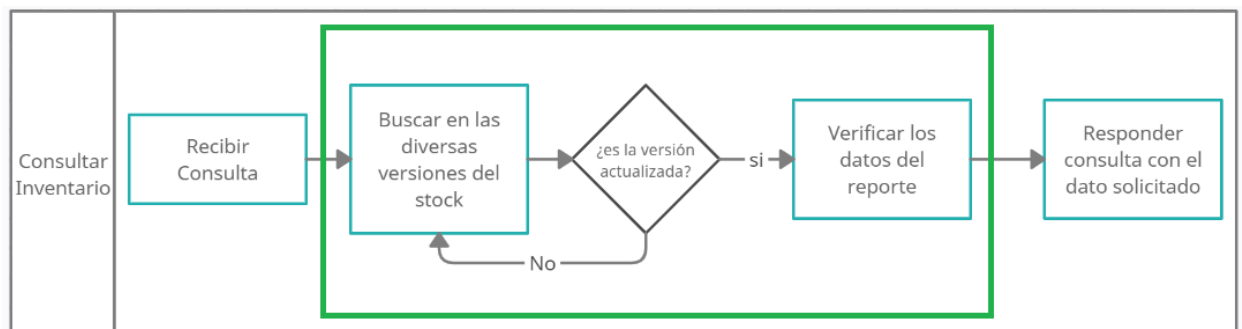 Consultar
Inventario
Recibir
Consulta
Buscar en las
diversas
versiones del
stock
¿es la versión
actualizada?
si
No
Verificar los
datos del
reporte
Responder
consulta con el
dato solicitado